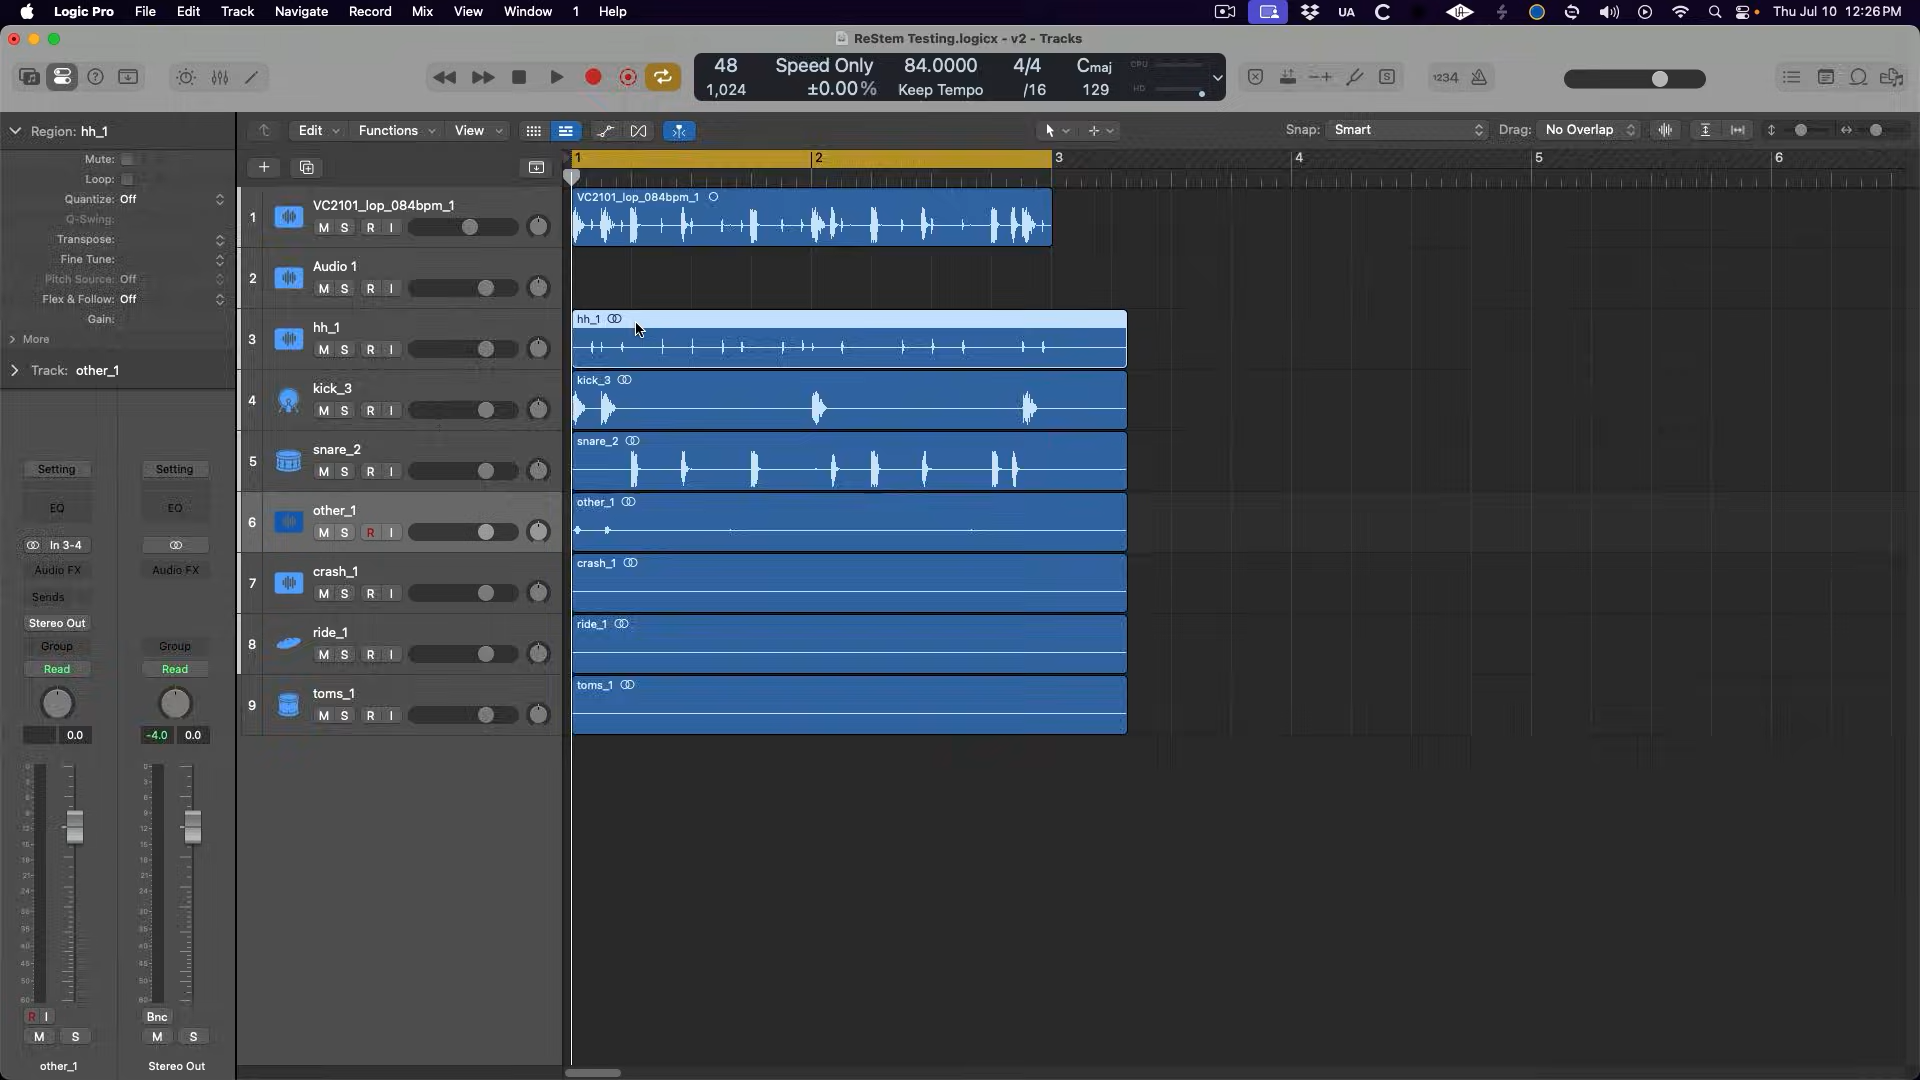 Logic Pro File Edit Track Navigate Record Mix View Window 1 Help UA Thu Jul 10 12:26 PM
ReStem Testing.logicx - v2 - Tracks
48 Speed Only 84.0000 4/4 Cmaj CPU
1,024 ±0.00% Keep Tempo /16 129 HD
1234
Region: hh_1
Edit Functions View Snap: Smart Drag: No Overlap
Mute:
Loop:
Quantize: Off
Q-Swing:
Transpose:
Fine Tune:
Pitch Source: Off
Flex & Follow: Off
Gain:
More
Track: other_1
1 2 3 4 5 6
1 VC2101_lop_084bpm_1
M S R I
VC2101_lop_084bpm_1
2 Audio 1
M S R I
3 hh_1
M S R I
hh_1
4 kick_3
M S R I
kick_3
5 snare_2
M S R I
snare_2
6 other_1
M S R I
other_1
7 crash_1
M S R I
crash_1
8 ride_1
M S R I
ride_1
9 toms_1
M S R I
toms_1
Setting Setting
EQ EQ
In 3-4
Audio FX Audio FX
Sends
Stereo Out
Group Group
Read Read
0.0 -4.0 0.0
R I Bnc
M S M S
other_1 Stereo Out